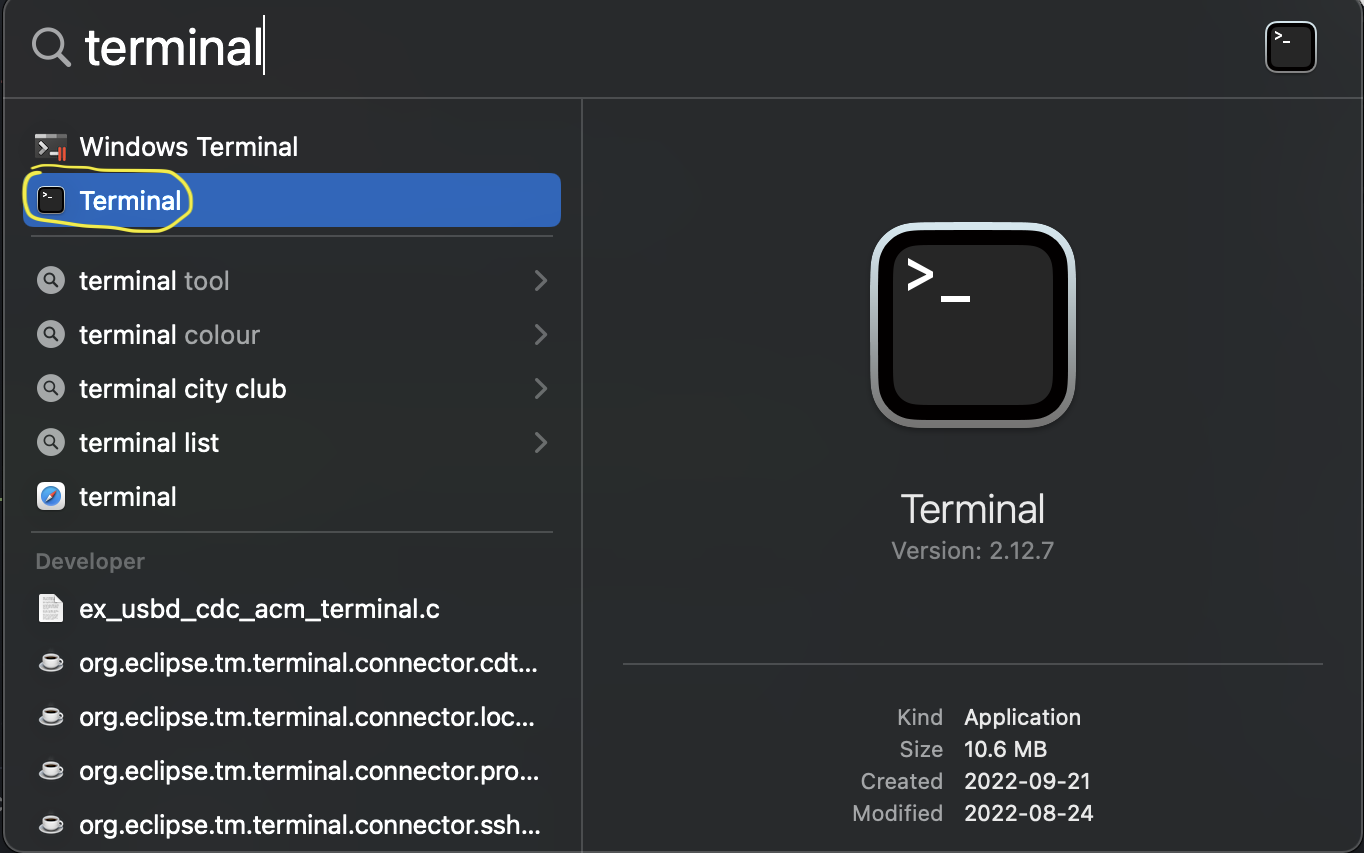 terminal
Windows Terminal
Terminal
terminal tool
terminal colour
terminal city club
terminal list
terminal
Developer
ex_usbd_cdc_acm_terminal.c
org.eclipse.tm.terminal.connector.cdt...
org.eclipse.tm.terminal.connector.loc...
org.eclipse.tm.terminal.connector.pro...
org.eclipse.tm.terminal.connector.ssh...
>_
Terminal
Version: 2.12.7
Kind Application
Size 10.6 MB
Created 2022-09-21
Modified 2022-08-24